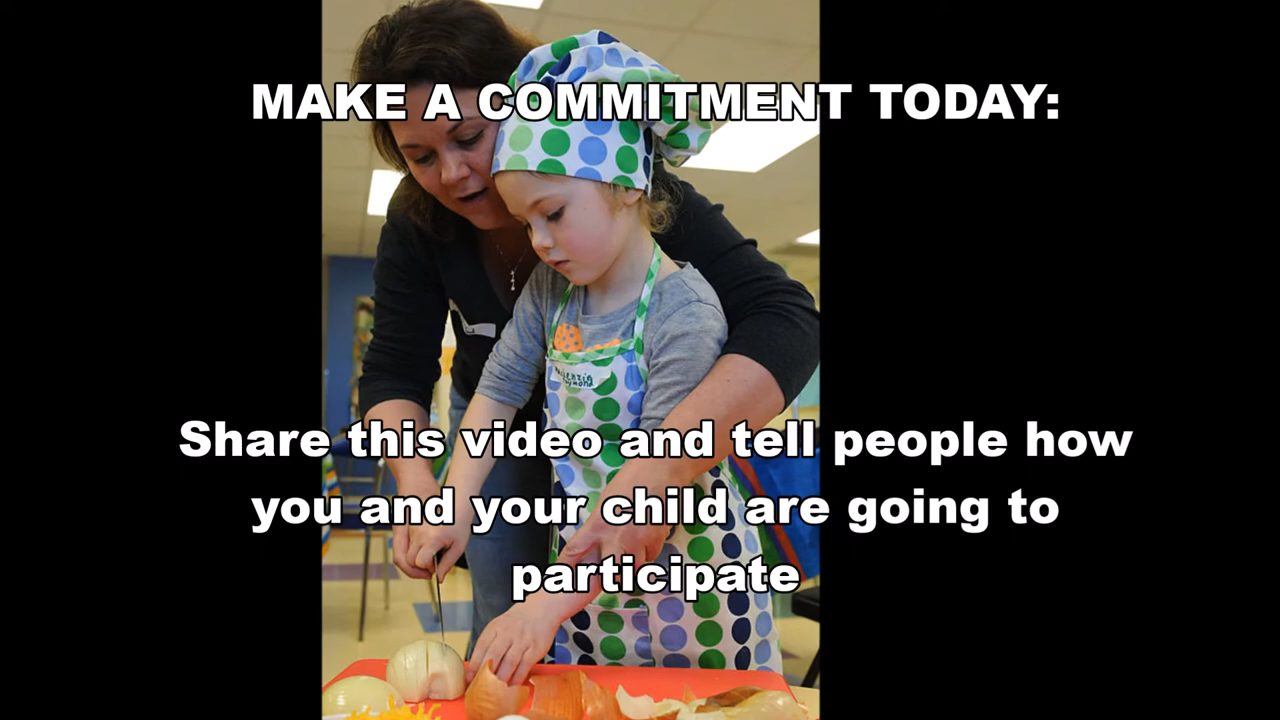 MAKE A COMMITMENT TODAY:
Share this video and tell people how
you and your child are going to
participate